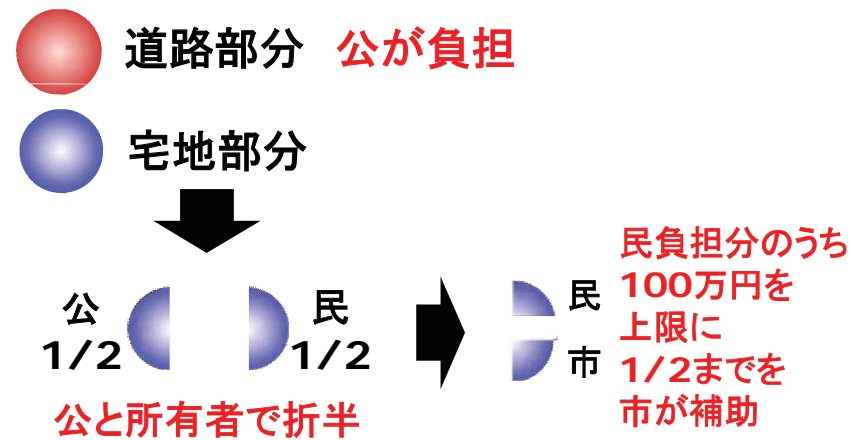 道路部分 公が負担
宅地部分
公
1/2
民
1/2
公と所有者で折半
民
市
民負担分のうち
100万円を
上限に
1/2までを
市が補助